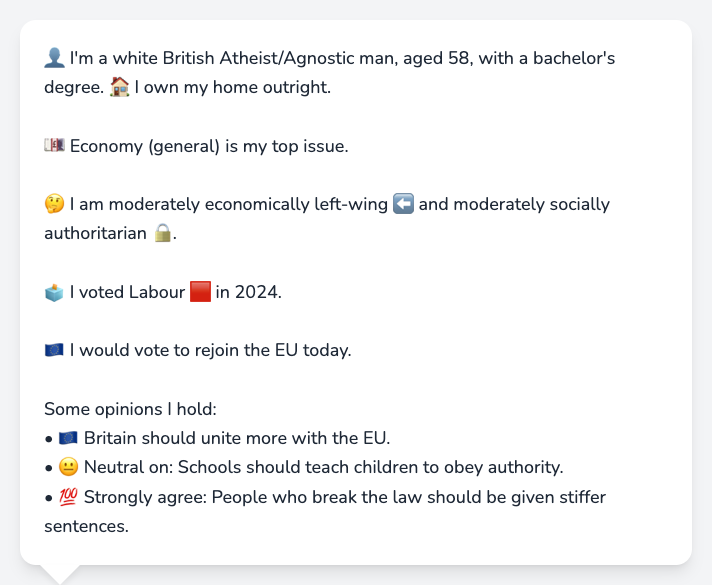 👤 I'm a white British Atheist/Agnostic man, aged 58, with a bachelor's
degree. 🏠 I own my home outright.
💷 Economy (general) is my top issue.
🤔 I am moderately economically left-wing ⬅️ and moderately socially
authoritarian 🔒.
🗳️ I voted Labour 🟥 in 2024.
🇪🇺 I would vote to rejoin the EU today.
Some opinions I hold:
• 🇪🇺 Britain should unite more with the EU.
• 😐 Neutral on: Schools should teach children to obey authority.
• 💯 Strongly agree: People who break the law should be given stiffer
sentences.